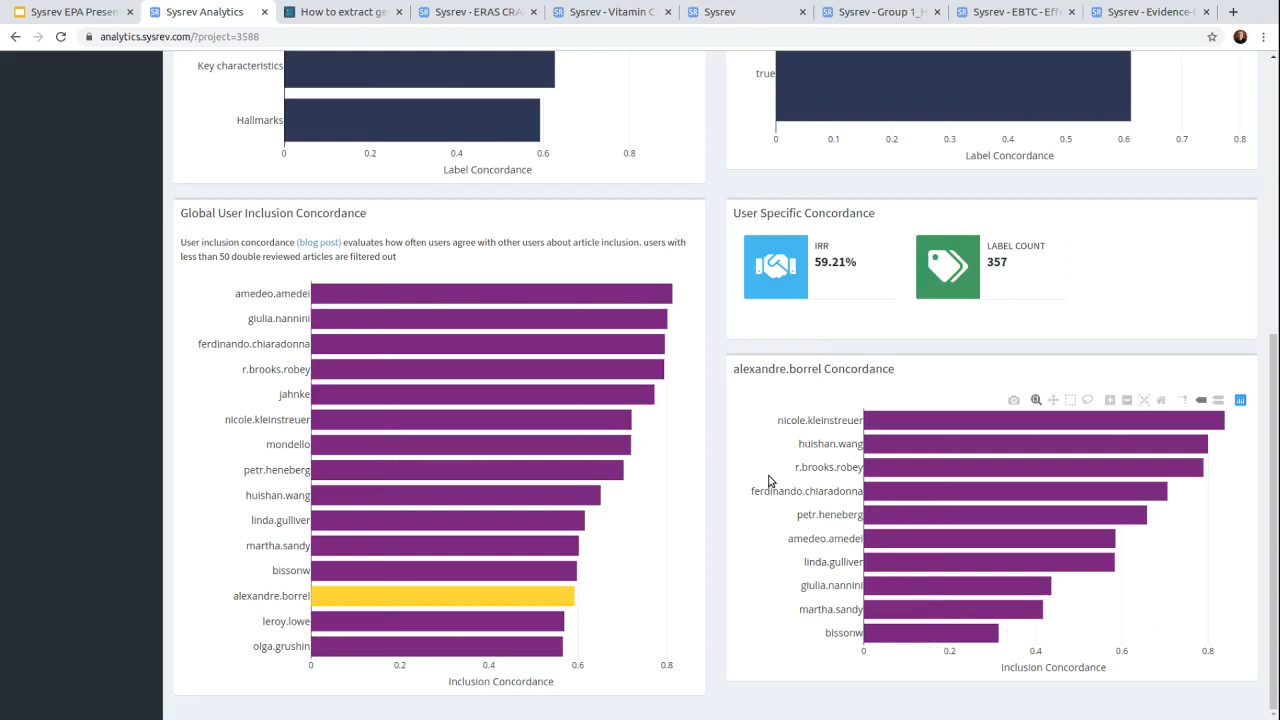 Sysrev EPA Presen
Sysrev Analytics
How to extract ge
Sysrev - ERAS CRA
Sysrev - Vitamin C
Sysrev
Sysrev - Group 1_H
Sysrev - EBTC - Eff
Sysrev - Evidence-
analytics.sysrev.com/?project=3588
Key characteristics
Hallmarks
0 0.2 0.4 0.6 0.8
Label Concordance
true
0 0.1 0.2 0.3 0.4 0.5 0.6 0.7 0.8
Label Concordance
Global User Inclusion Concordance
User inclusion concordance (blog post) evaluates how often users agree with other users about article inclusion. users with
less than 50 double reviewed articles are filtered out
amedeo.amedei
giulia.nannini
ferdinando.chiaradonna
r.brooks.robey
jahnke
nicole.kleinstreuer
mondello
petr.heneberg
huishan.wang
linda.gulliver
martha.sandy
bissonw
alexandre.borrel
leroy.lowe
olga.grushin
0 0.2 0.4 0.6 0.8
Inclusion Concordance
User Specific Concordance
IRR
59.21%
LABEL COUNT
357
alexandre.borrel Concordance
nicole.kleinstreuer
huishan.wang
r.brooks.robey
ferdinando.chiaradonna
petr.heneberg
amedeo.amedei
linda.gulliver
giulia.nannini
martha.sandy
bissonw
0 0.2 0.4 0.6 0.8
Inclusion Concordance